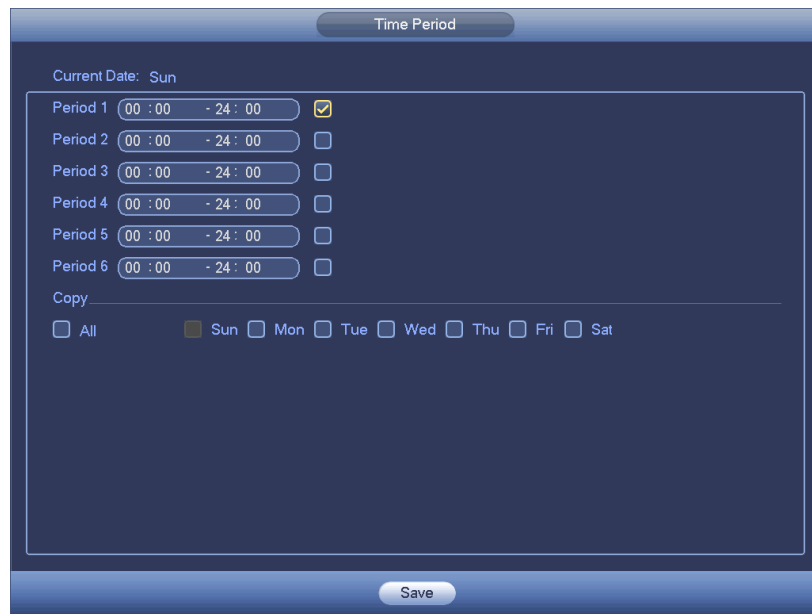 Time Period
Current Date: Sun
Period 1 00 :00 - 24 : 00
Period 2 00 :00 - 24 : 00
Period 3 00 :00 - 24 : 00
Period 4 00 :00 - 24 : 00
Period 5 00 :00 - 24 : 00
Period 6 00 :00 - 24 : 00
Copy
All Sun Mon Tue Wed Thu Fri Sat
Save